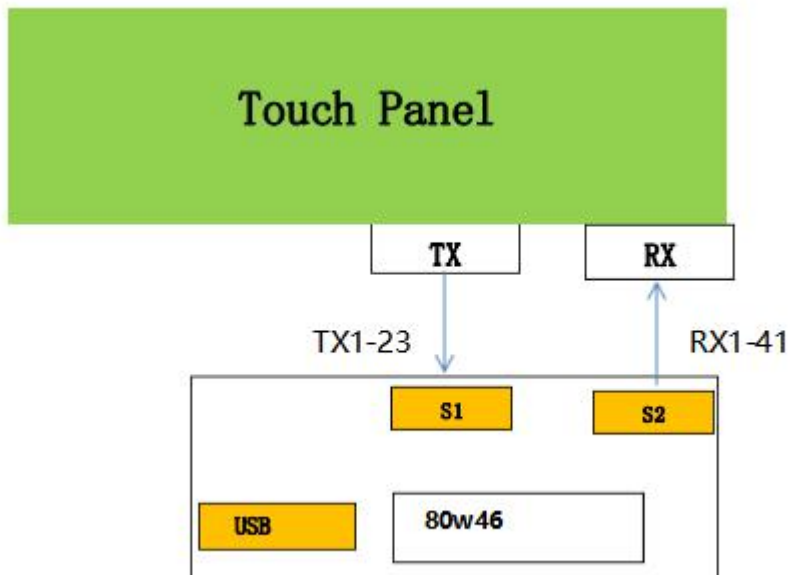 Touch Panel
TX
RX
TX1-23
RX1-41
S1
S2
USB
80w46